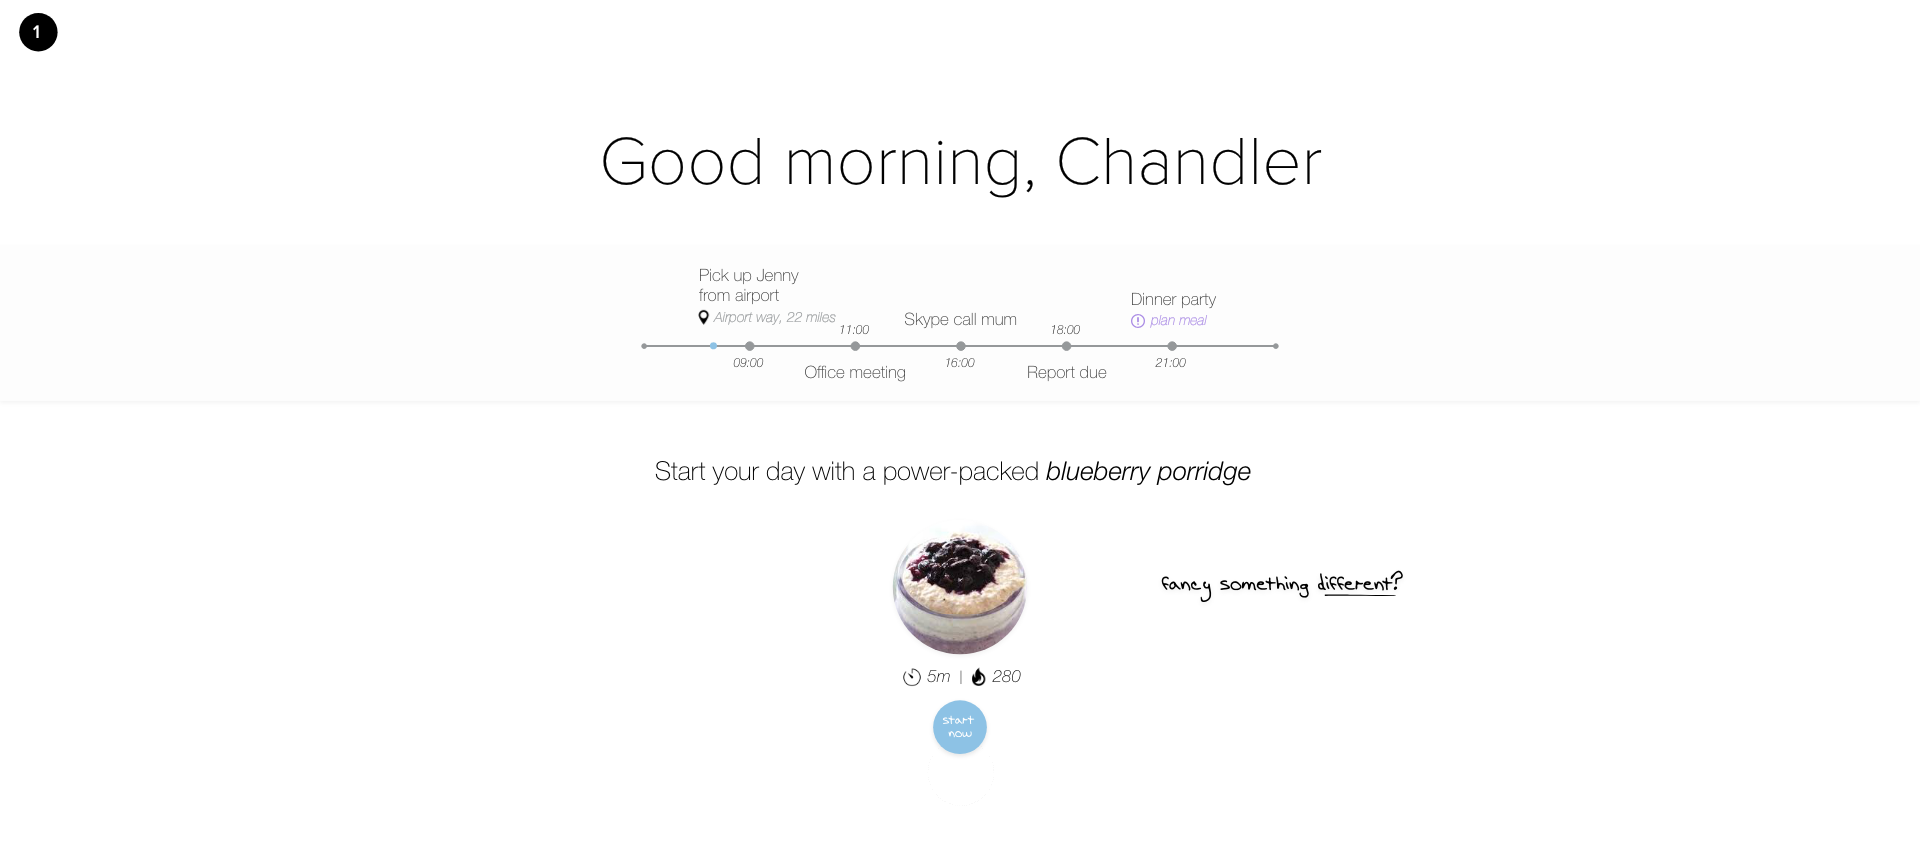 1
Good morning, Chandler
Pick up Jenny
from airport
Airport way, 22 miles
09:00
11:00
Office meeting
Skype call mum
16:00
18:00
Report due
Dinner party
plan meal
21:00
Start your day with a power-packed blueberry porridge
fancy something different?
5m | 280
start
now